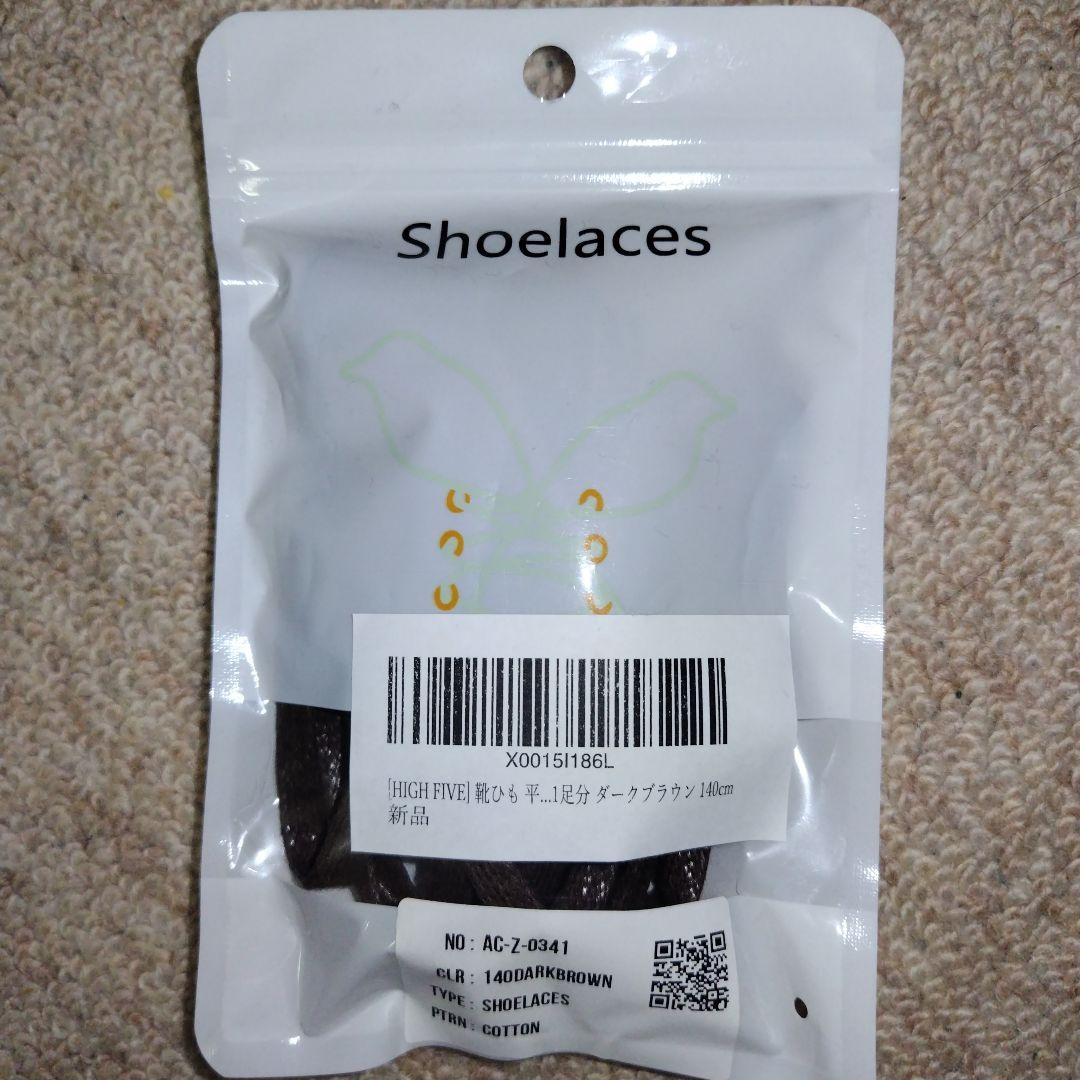 Shoelaces
X0015I186L
[HIGH FIVE] 靴ひも 平...1足分 ダークブラウン 140cm
新品
NO : AC-Z-0341
CLR : 140DARKBROWN
TYPE : SHOELACES
PTRN : COTTON